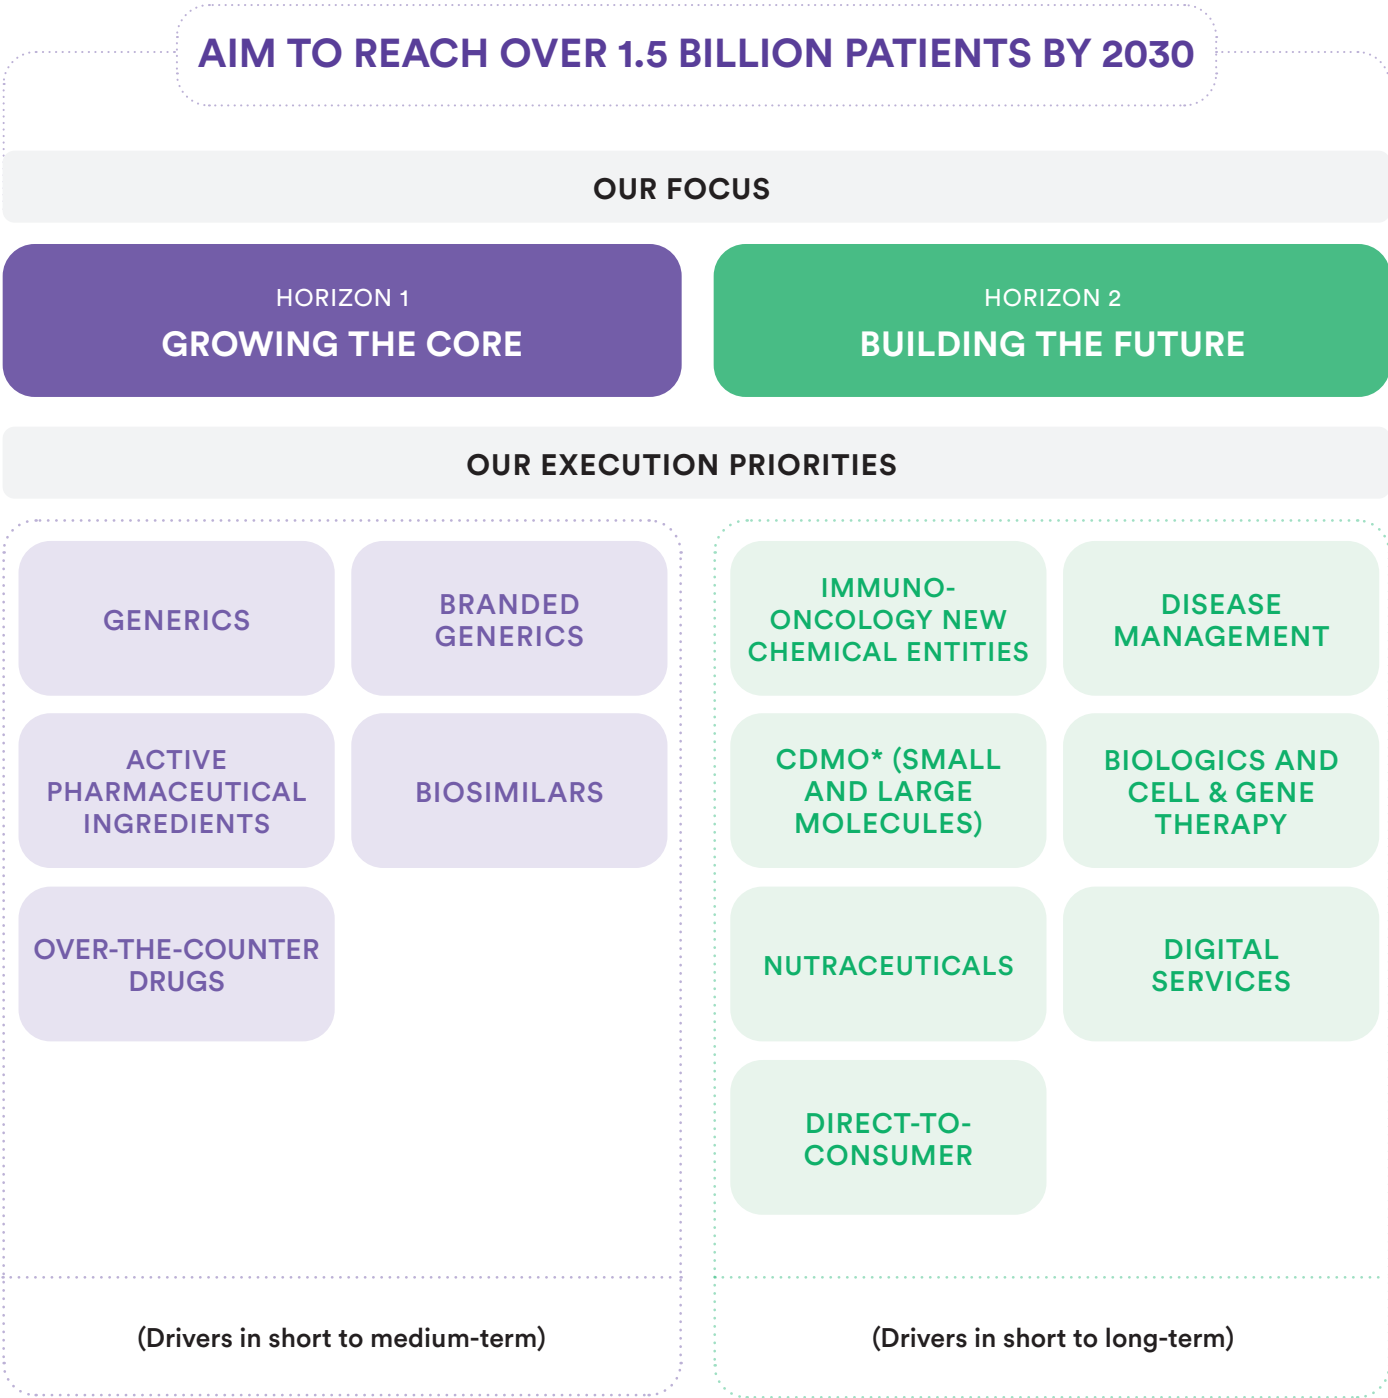 AIM TO REACH OVER 1.5 BILLION PATIENTS BY 2030
OUR FOCUS
HORIZON 1
GROWING THE CORE
HORIZON 2
BUILDING THE FUTURE
OUR EXECUTION PRIORITIES
GENERICS
BRANDED
GENERICS
ACTIVE
PHARMACEUTICAL
INGREDIENTS
BIOSIMILARS
OVER-THE-COUNTER
DRUGS
(Drivers in short to medium-term)
IMMUNO-
ONCOLOGY NEW
CHEMICAL ENTITIES
DISEASE
MANAGEMENT
CDMO* (SMALL
AND LARGE
MOLECULES)
BIOLOGICS AND
CELL & GENE
THERAPY
NUTRACEUTICALS
DIGITAL
SERVICES
DIRECT-TO-
CONSUMER
(Drivers in short to long-term)